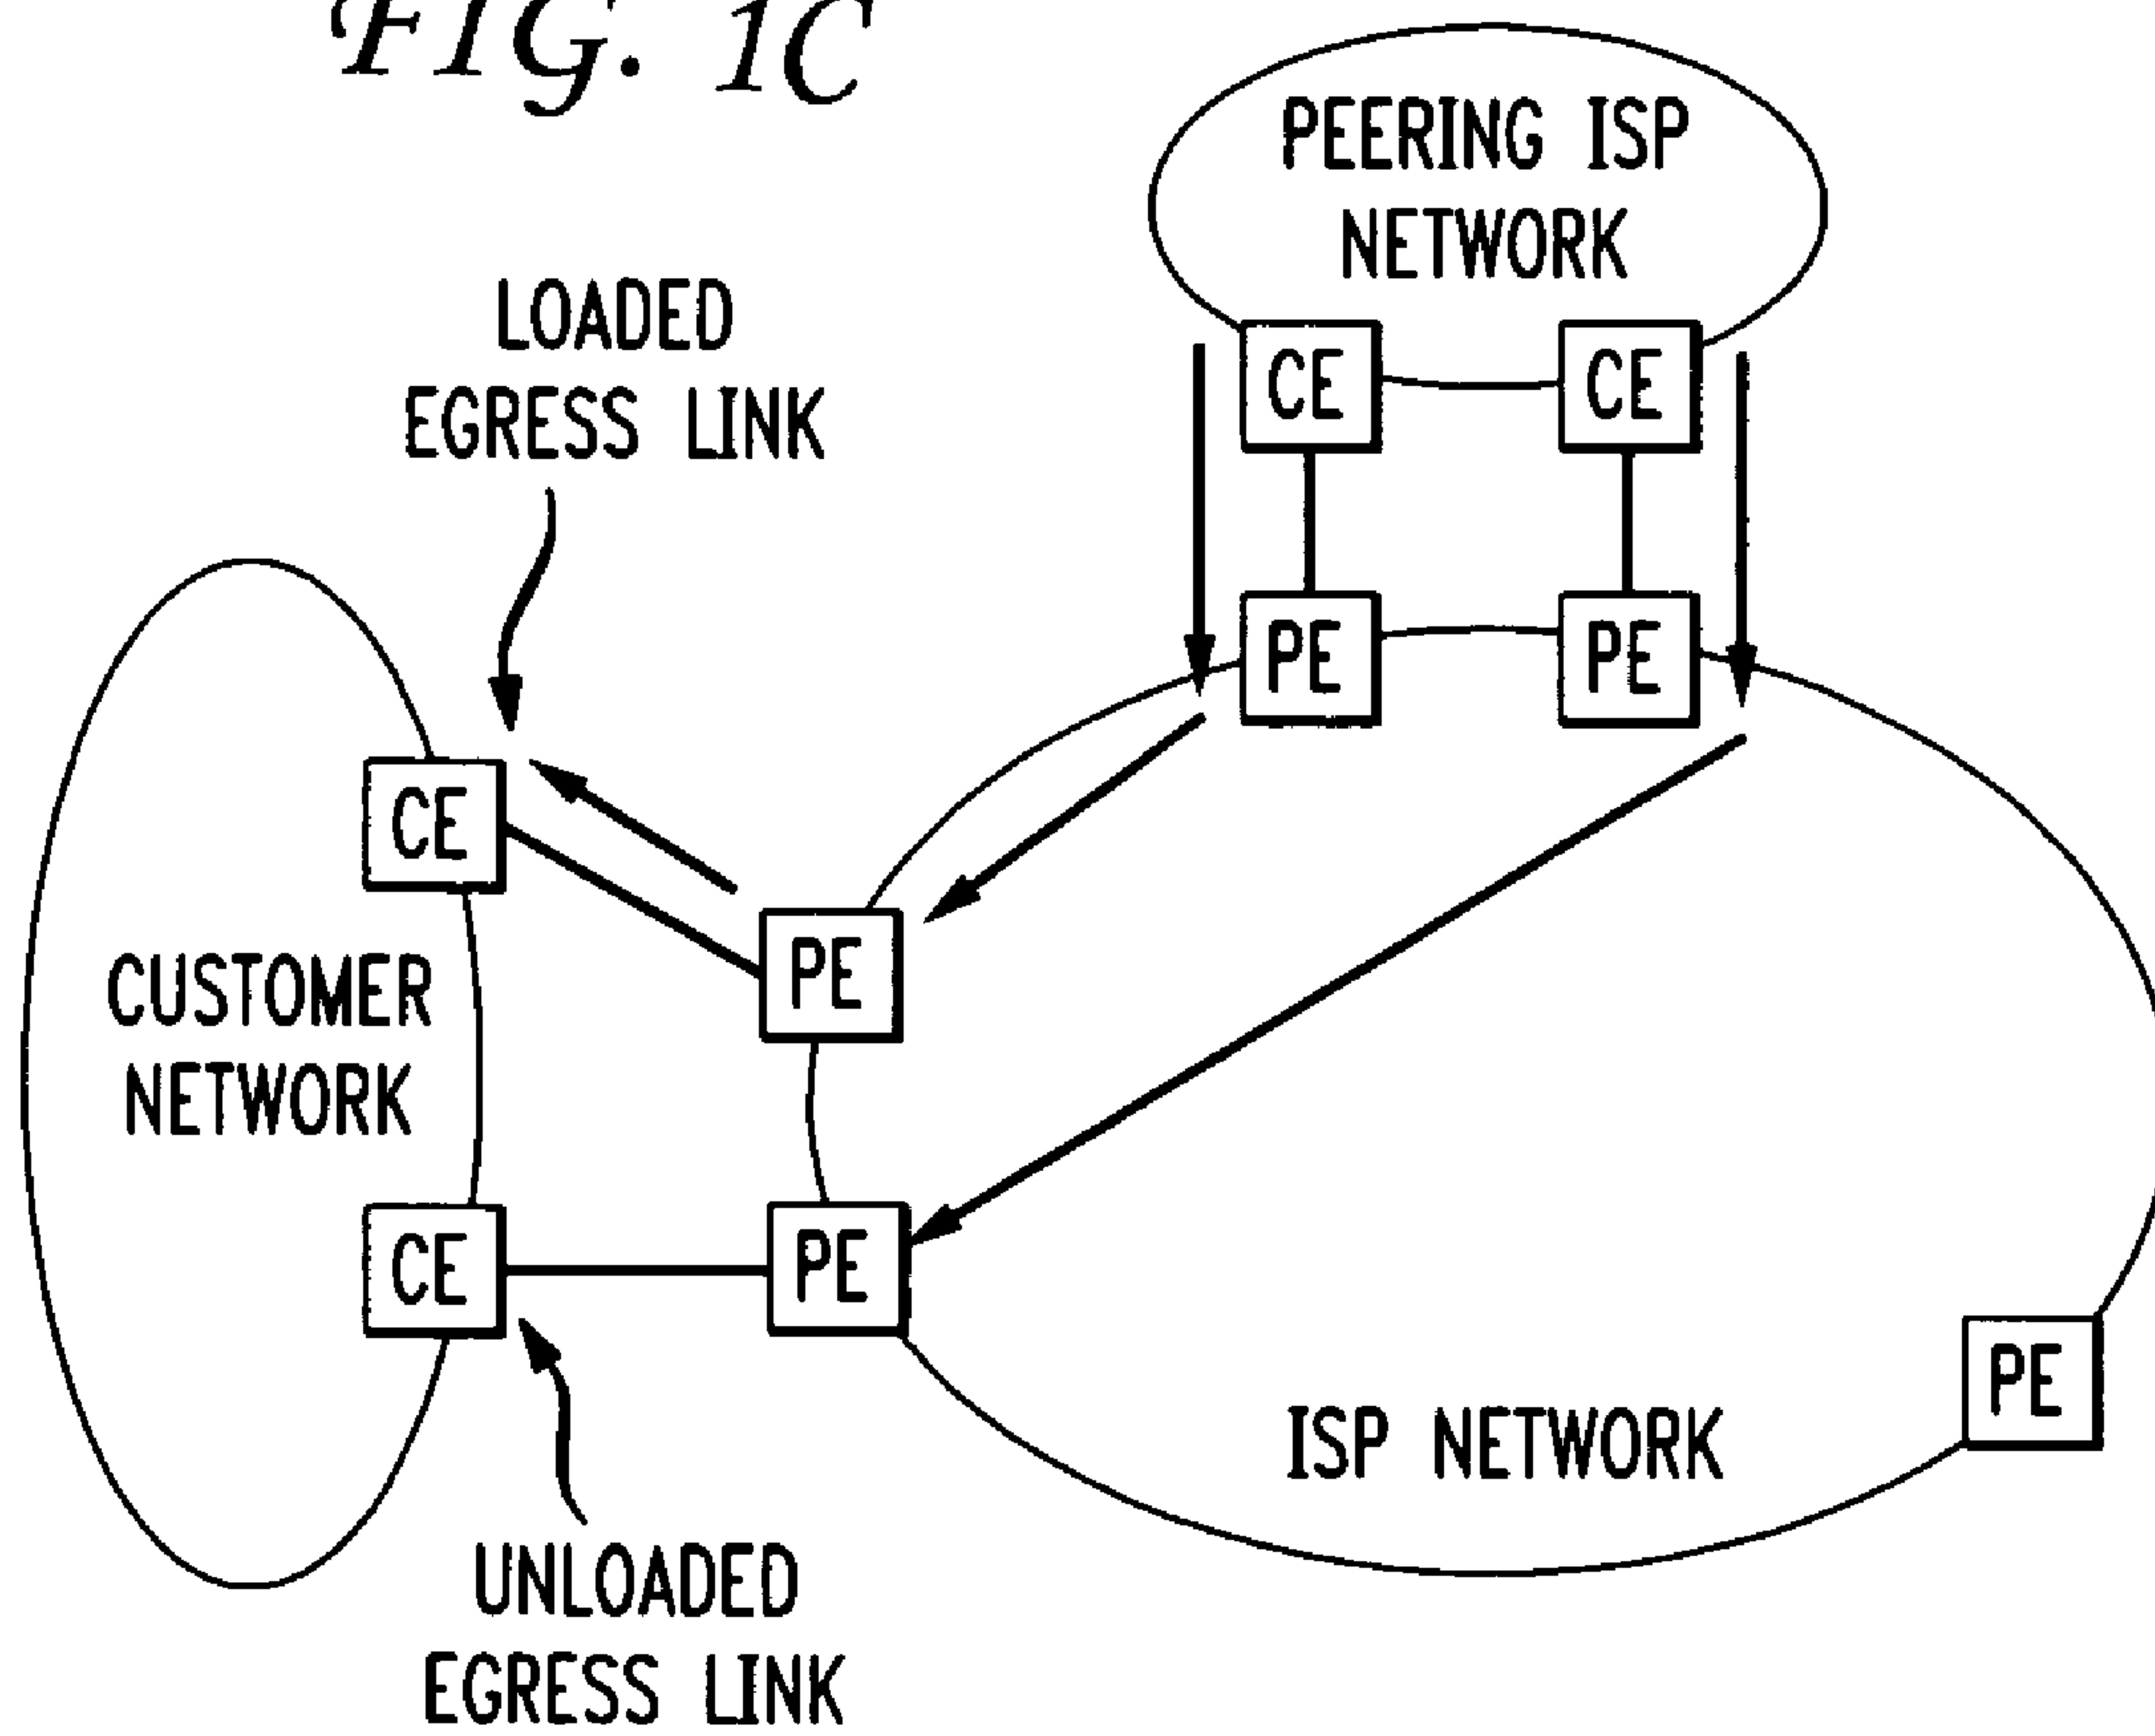 FIG. 1C
PEERING ISP
NETWORK
LOADED
EGRESS LINK
CE
CE
PE
PE
CE
PE
CUSTOMER
NETWORK
CE
PE
PE
ISP NETWORK
UNLOADED
EGRESS LINK